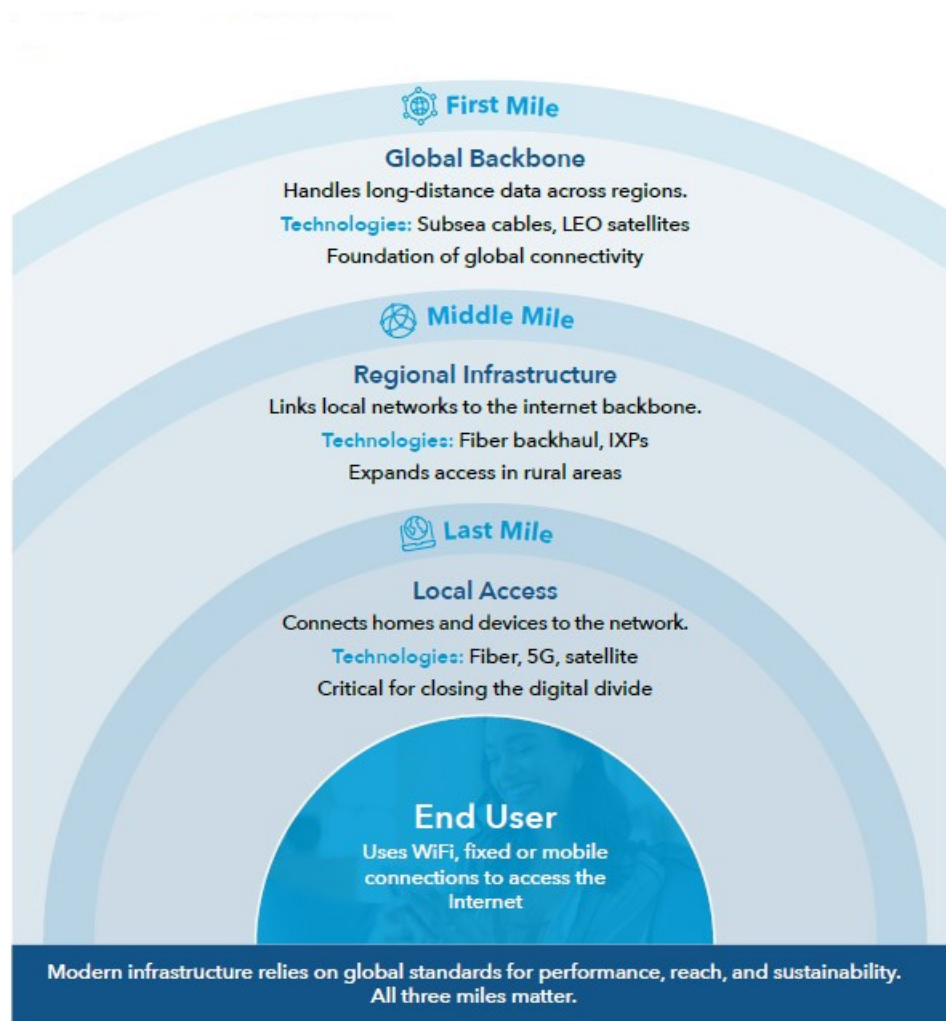 First Mile
Global Backbone
Handles long-distance data across regions.
Technologies: Subsea cables, LEO satellites
Foundation of global connectivity
Middle Mile
Regional Infrastructure
Links local networks to the internet backbone.
Technologies: Fiber backhaul, IXPs
Expands access in rural areas
Last Mile
Local Access
Connects homes and devices to the network.
Technologies: Fiber, 5G, satellite
Critical for closing the digital divide
End User
Uses WiFi, fixed or mobile
connections to access the
Internet
Modern infrastructure relies on global standards for performance, reach, and sustainability.
All three miles matter.